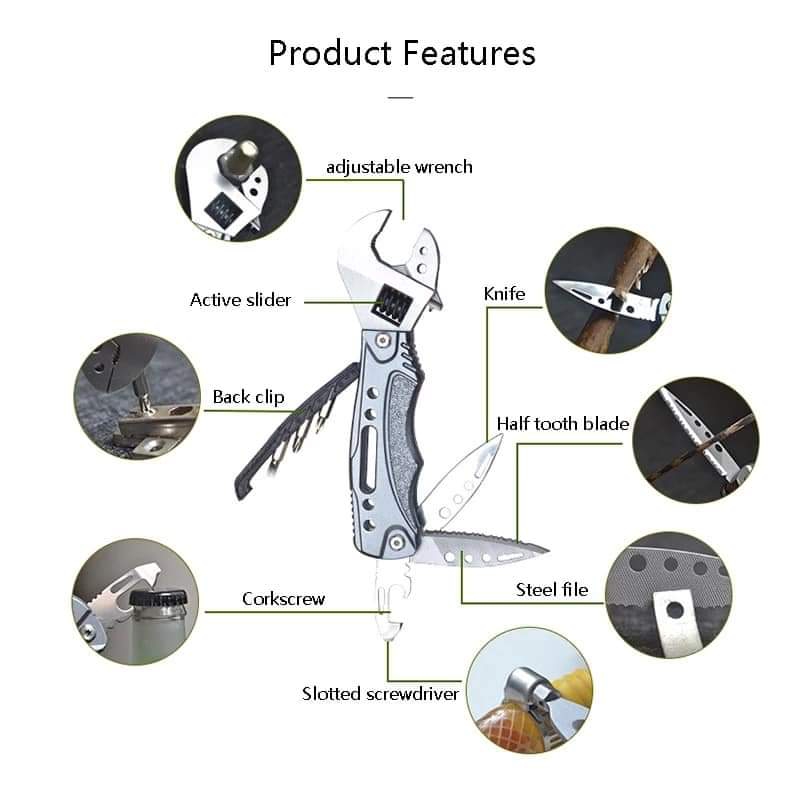 Product Features
adjustable wrench
Active slider
Knife
Back clip
Half tooth blade
Steel file
Corkscrew
Slotted screwdriver